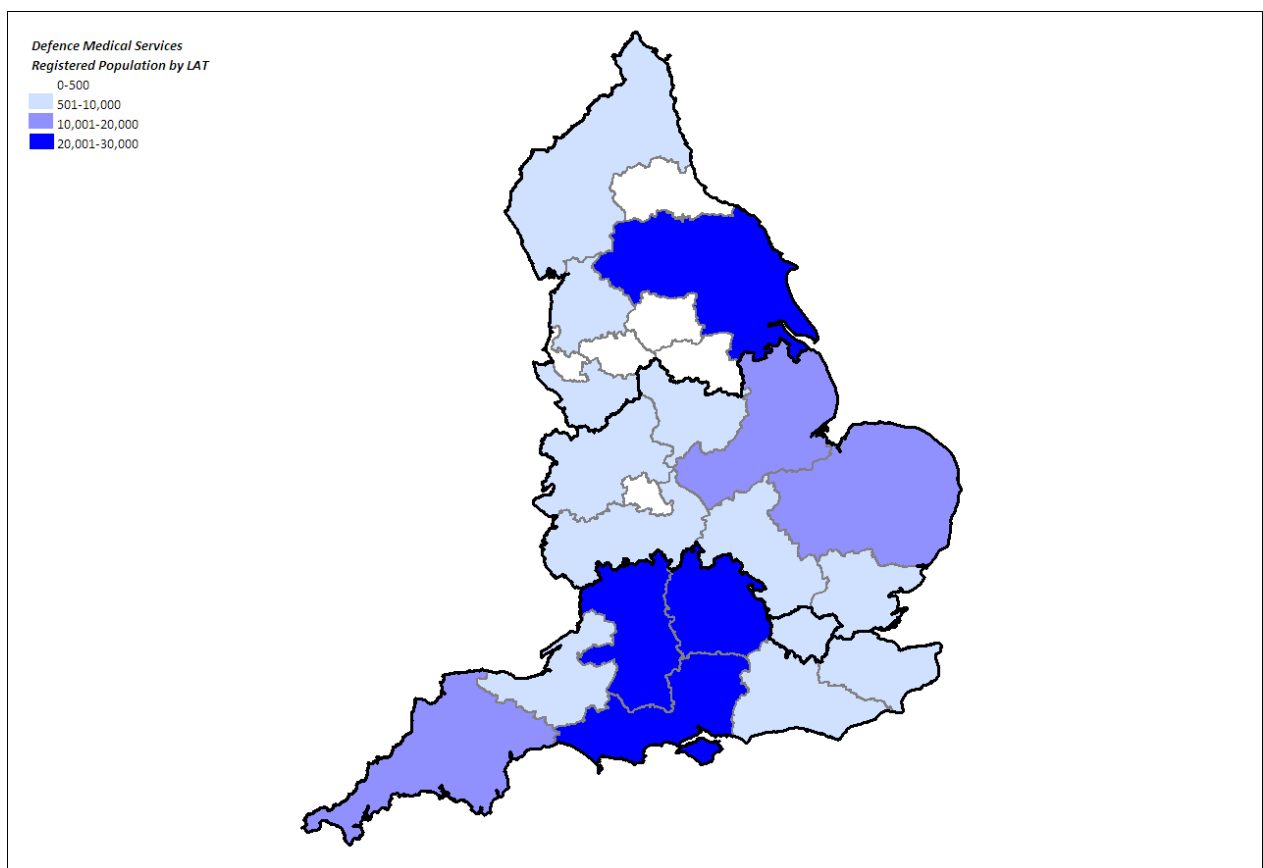 Defence Medical Services
Registered Population by LAT
0-500
501-10,000
10,001-20,000
20,001-30,000